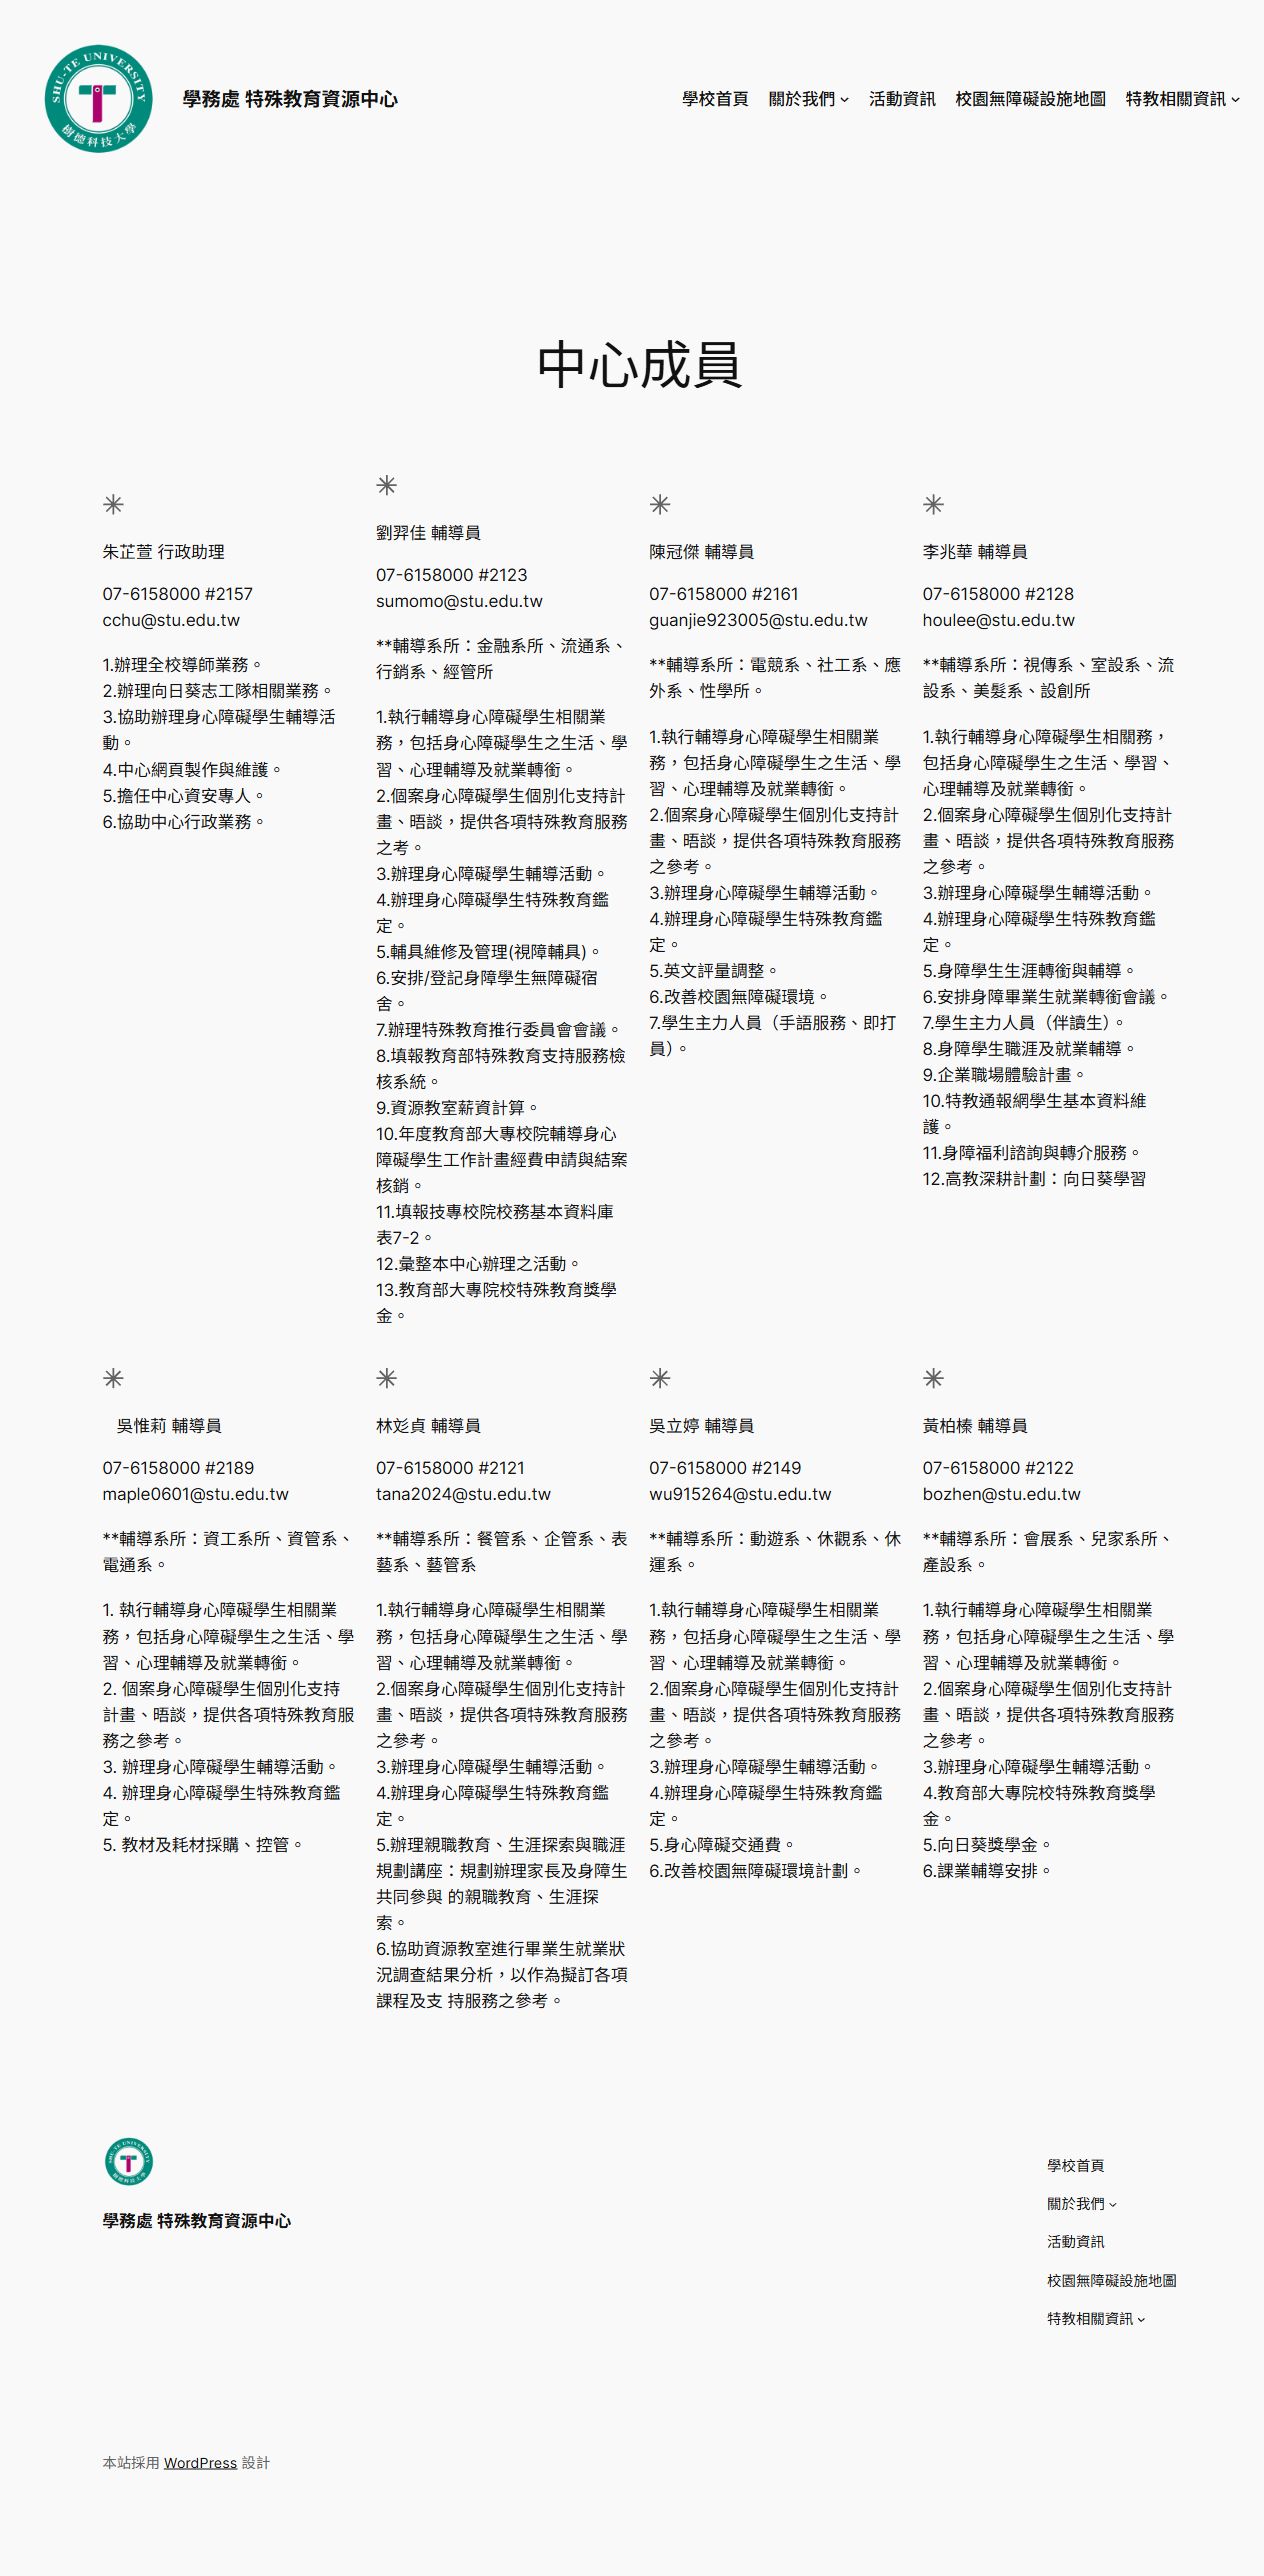 SHU-TE UNIVERSITY
樹德科技大學
學務處 特殊教育資源中心
學校首頁 關於我們 活動資訊 校園無障礙設施地圖 特教相關資訊
中心成員
朱芷萱 行政助理
07-6158000 #2157
cchu@stu.edu.tw
1.辦理全校導師業務。
2.辦理向日葵志工隊相關業務。
3.協助辦理身心障礙學生輔導活
動。
4.中心網頁製作與維護。
5.擔任中心資安專人。
6.協助中心行政業務。
劉羿佳 輔導員
07-6158000 #2123
sumomo@stu.edu.tw
**輔導系所：金融系所、流通系、
行銷系、經管所
1.執行輔導身心障礙學生相關業
務，包括身心障礙學生之生活、學
習、心理輔導及就業轉銜。
2.個案身心障礙學生個別化支持計
畫、晤談，提供各項特殊教育服務
之考。
3.辦理身心障礙學生輔導活動。
4.辦理身心障礙學生特殊教育鑑
定。
5.輔具維修及管理(視障輔具)。
6.安排/登記身障學生無障礙宿
舍。
7.辦理特殊教育推行委員會會議。
8.填報教育部特殊教育支持服務檢
核系統。
9.資源教室薪資計算。
10.年度教育部大專校院輔導身心
障礙學生工作計畫經費申請與結案
核銷。
11.填報技專校院校務基本資料庫
表7-2。
12.彙整本中心辦理之活動。
13.教育部大專院校特殊教育獎學
金。
陳冠傑 輔導員
07-6158000 #2161
guanjie923005@stu.edu.tw
**輔導系所：電競系、社工系、應
外系、性學所。
1.執行輔導身心障礙學生相關業
務，包括身心障礙學生之生活、學
習、心理輔導及就業轉銜。
2.個案身心障礙學生個別化支持計
畫、晤談，提供各項特殊教育服務
之參考。
3.辦理身心障礙學生輔導活動。
4.辦理身心障礙學生特殊教育鑑
定。
5.英文評量調整。
6.改善校園無障礙環境。
7.學生主力人員（手語服務、即打
員）。
李兆華 輔導員
07-6158000 #2128
houlee@stu.edu.tw
**輔導系所：視傳系、室設系、流
設系、美髮系、設創所
1.執行輔導身心障礙學生相關務，
包括身心障礙學生之生活、學習、
心理輔導及就業轉銜。
2.個案身心障礙學生個別化支持計
畫、晤談，提供各項特殊教育服務
之參考。
3.辦理身心障礙學生輔導活動。
4.辦理身心障礙學生特殊教育鑑
定。
5.身障學生生涯轉銜與輔導。
6.安排身障畢業生就業轉銜會議。
7.學生主力人員（伴讀生）。
8.身障學生職涯及就業輔導。
9.企業職場體驗計畫。
10.特教通報網學生基本資料維
護。
11.身障福利諮詢與轉介服務。
12.高教深耕計劃：向日葵學習
吳惟莉 輔導員
07-6158000 #2189
maple0601@stu.edu.tw
**輔導系所：資工系所、資管系、
電通系。
1. 執行輔導身心障礙學生相關業
務，包括身心障礙學生之生活、學
習、心理輔導及就業轉銜。
2. 個案身心障礙學生個別化支持
計畫、晤談，提供各項特殊教育服
務之參考。
3. 辦理身心障礙學生輔導活動。
4. 辦理身心障礙學生特殊教育鑑
定。
5. 教材及耗材採購、控管。
林彣貞 輔導員
07-6158000 #2121
tana2024@stu.edu.tw
**輔導系所：餐管系、企管系、表
藝系、藝管系
1.執行輔導身心障礙學生相關業
務，包括身心障礙學生之生活、學
習、心理輔導及就業轉銜。
2.個案身心障礙學生個別化支持計
畫、晤談，提供各項特殊教育服務
之參考。
3.辦理身心障礙學生輔導活動。
4.辦理身心障礙學生特殊教育鑑
定。
5.辦理親職教育、生涯探索與職涯
規劃講座：規劃辦理家長及身障生
共同參與 的親職教育、生涯探
索。
6.協助資源教室進行畢業生就業狀
況調查結果分析，以作為擬訂各項
課程及支 持服務之參考。
吳立婷 輔導員
07-6158000 #2149
wu915264@stu.edu.tw
**輔導系所：動遊系、休觀系、休
運系。
1.執行輔導身心障礙學生相關業
務，包括身心障礙學生之生活、學
習、心理輔導及就業轉銜。
2.個案身心障礙學生個別化支持計
畫、晤談，提供各項特殊教育服務
之參考。
3.辦理身心障礙學生輔導活動。
4.辦理身心障礙學生特殊教育鑑
定。
5.身心障礙交通費。
6.改善校園無障礙環境計劃。
黃柏榛 輔導員
07-6158000 #2122
bozhen@stu.edu.tw
**輔導系所：會展系、兒家系所、
產設系。
1.執行輔導身心障礙學生相關業
務，包括身心障礙學生之生活、學
習、心理輔導及就業轉銜。
2.個案身心障礙學生個別化支持計
畫、晤談，提供各項特殊教育服務
之參考。
3.辦理身心障礙學生輔導活動。
4.教育部大專院校特殊教育獎學
金。
5.向日葵獎學金。
6.課業輔導安排。
SHU-TE UNIVERSITY
樹德科技大學
學務處 特殊教育資源中心
學校首頁
關於我們
活動資訊
校園無障礙設施地圖
特教相關資訊
本站採用 WordPress 設計